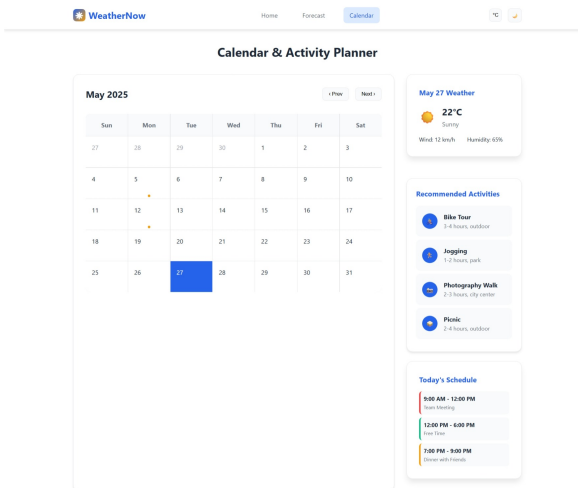 WeatherNow
Home Forecast Calendar
°C
Calendar & Activity Planner
May 2025
‹ Prev Next ›
Sun Mon Tue Wed Thu Fri Sat
27 28 29 30 1 2 3
4 5 6 7 8 9 10
11 12 13 14 15 16 17
18 19 20 21 22 23 24
25 26 27 28 29 30 31
May 27 Weather
22°C
Sunny
Wind: 12 km/h Humidity: 65%
Recommended Activities
Bike Tour
3-4 hours, outdoor
Jogging
1-2 hours, park
Photography Walk
2-3 hours, city center
Picnic
2-4 hours, outdoor
Today's Schedule
9:00 AM - 12:00 PM
Team Meeting
12:00 PM - 6:00 PM
Free Time
7:00 PM - 9:00 PM
Dinner with Friends